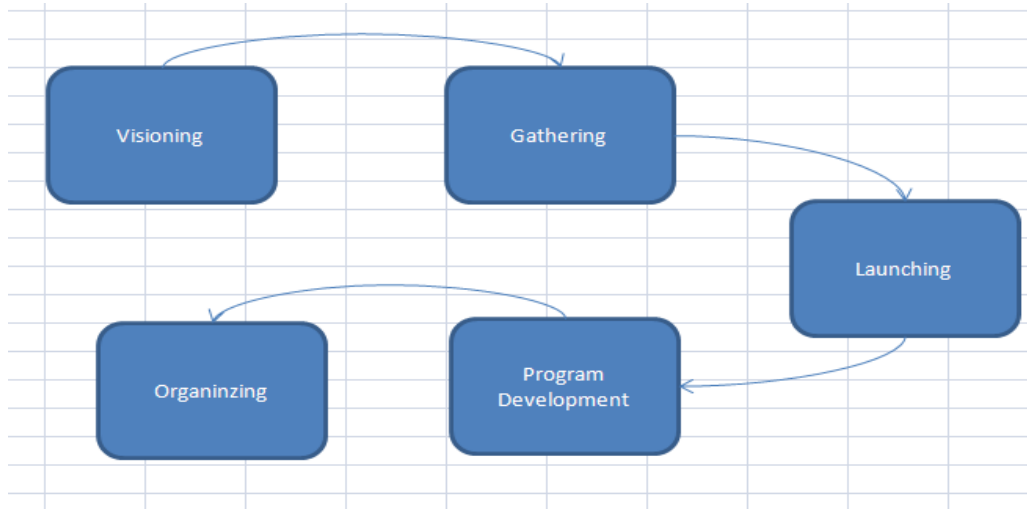 Visioning
Gathering
Launching
Program
Development
Organinzing